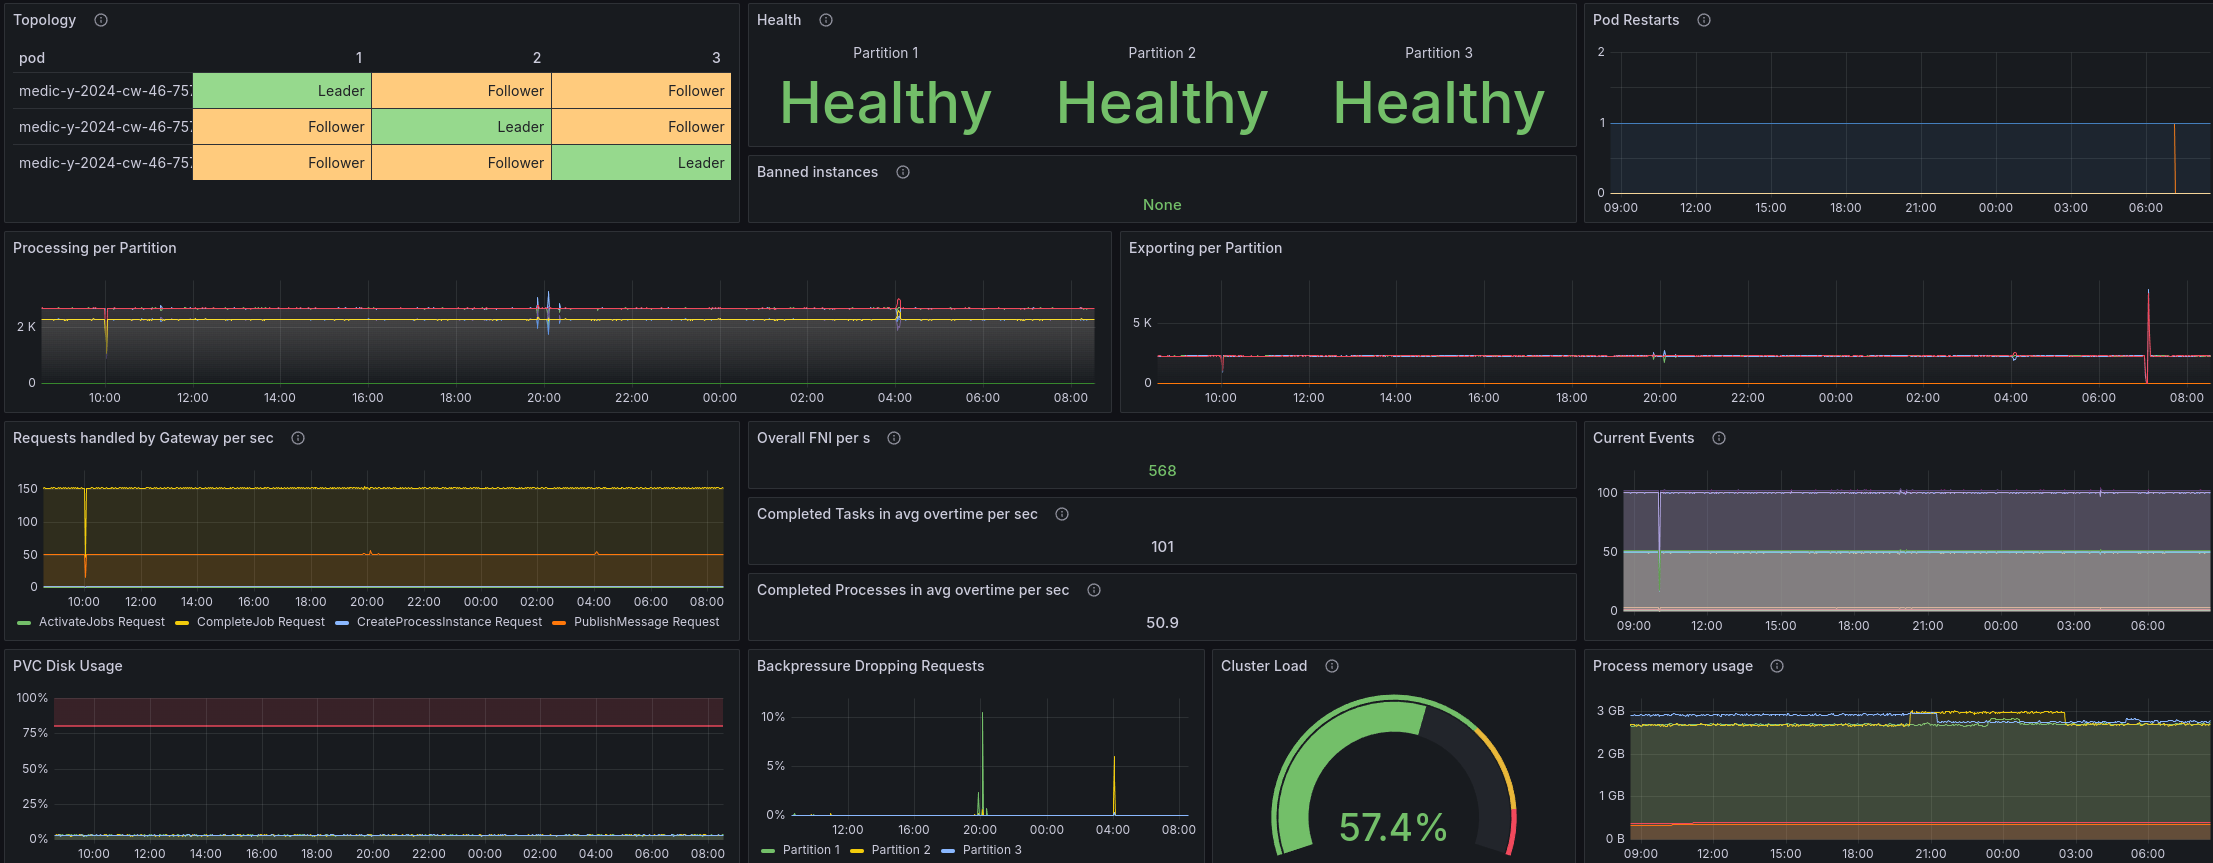 Topology
pod 1 2 3
medic-y-2024-cw-46-757 Leader Follower Follower
medic-y-2024-cw-46-757 Follower Leader Follower
medic-y-2024-cw-46-757 Follower Follower Leader
Health
Partition 1 Partition 2 Partition 3
Healthy Healthy Healthy
Banned instances
None
Pod Restarts
2
1
0
09:00 12:00 15:00 18:00 21:00 00:00 03:00 06:00
Processing per Partition
2 K
0
10:00 12:00 14:00 16:00 18:00 20:00 22:00 00:00 02:00 04:00 06:00 08:00
Exporting per Partition
5 K
0
10:00 12:00 14:00 16:00 18:00 20:00 22:00 00:00 02:00 04:00 06:00 08:00
Requests handled by Gateway per sec
150
100
50
0
10:00 12:00 14:00 16:00 18:00 20:00 22:00 00:00 02:00 04:00 06:00 08:00
ActivateJobs Request CompleteJob Request CreateProcessInstance Request PublishMessage Request
Overall FNI per s
568
Completed Tasks in avg overtime per sec
101
Completed Processes in avg overtime per sec
50.9
Current Events
100
50
0
09:00 12:00 15:00 18:00 21:00 00:00 03:00 06:00
PVC Disk Usage
100%
75%
50%
25%
0%
10:00 12:00 14:00 16:00 18:00 20:00 22:00 00:00 02:00 04:00 06:00 08:00
Backpressure Dropping Requests
10%
5%
0%
12:00 16:00 20:00 00:00 04:00 08:00
Partition 1 Partition 2 Partition 3
Cluster Load
57.4%
Process memory usage
3 GB
2 GB
1 GB
0 B
09:00 12:00 15:00 18:00 21:00 00:00 03:00 06:00